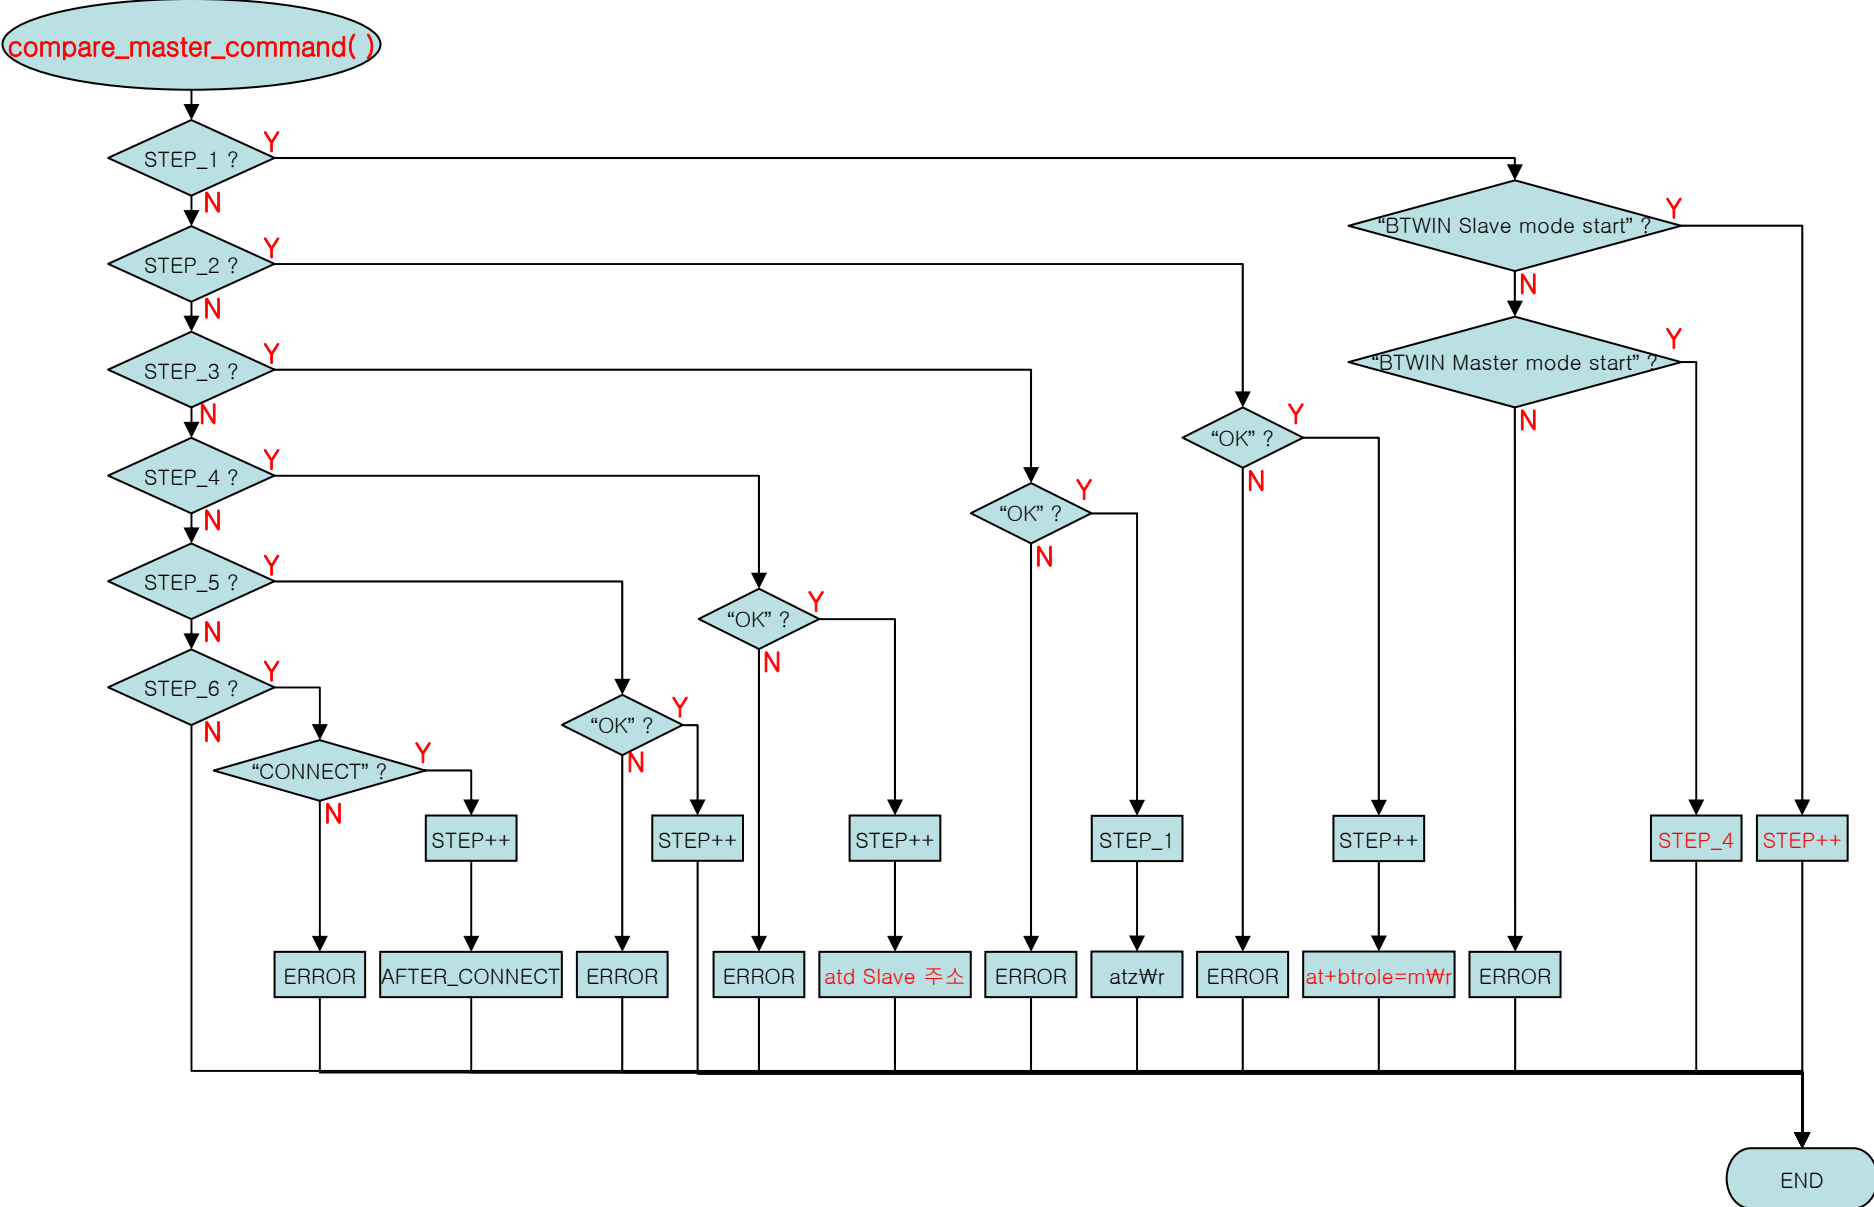 compare_master_command( )
STEP_1 ?
Y
N
“BTWIN Slave mode start” ?
Y
N
STEP_2 ?
Y
N
“BTWIN Master mode start” ?
Y
N
STEP_3 ?
Y
N
“OK” ?
Y
N
STEP_4 ?
Y
N
“OK” ?
Y
N
STEP_5 ?
Y
N
“OK” ?
Y
N
STEP_6 ?
Y
N
“OK” ?
Y
N
“CONNECT” ?
Y
N
STEP++
STEP++
STEP++
STEP_1
STEP++
STEP_4
STEP++
ERROR
AFTER_CONNECT
ERROR
ERROR
atd Slave 주소
ERROR
atz₩r
ERROR
at+btrole=m₩r
ERROR
END